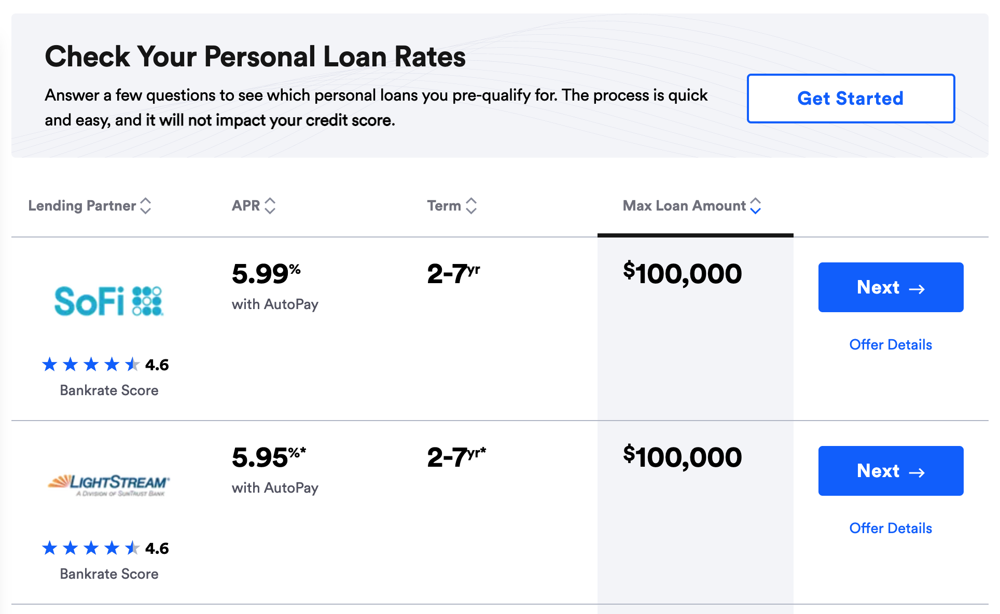 Check Your Personal Loan Rates
Answer a few questions to see which personal loans you pre-qualify for. The process is quick
and easy, and it will not impact your credit score.
Get Started
Lending Partner
APR
Term
Max Loan Amount
SoFi
5.99%
with AutoPay
2-7yr
$100,000
Next →
Offer Details
4.6
Bankrate Score
LIGHTSTREAM®
A DIVISION OF SUNTRUST BANK
5.95%*
with AutoPay
2-7yr*
$100,000
Next →
Offer Details
4.6
Bankrate Score